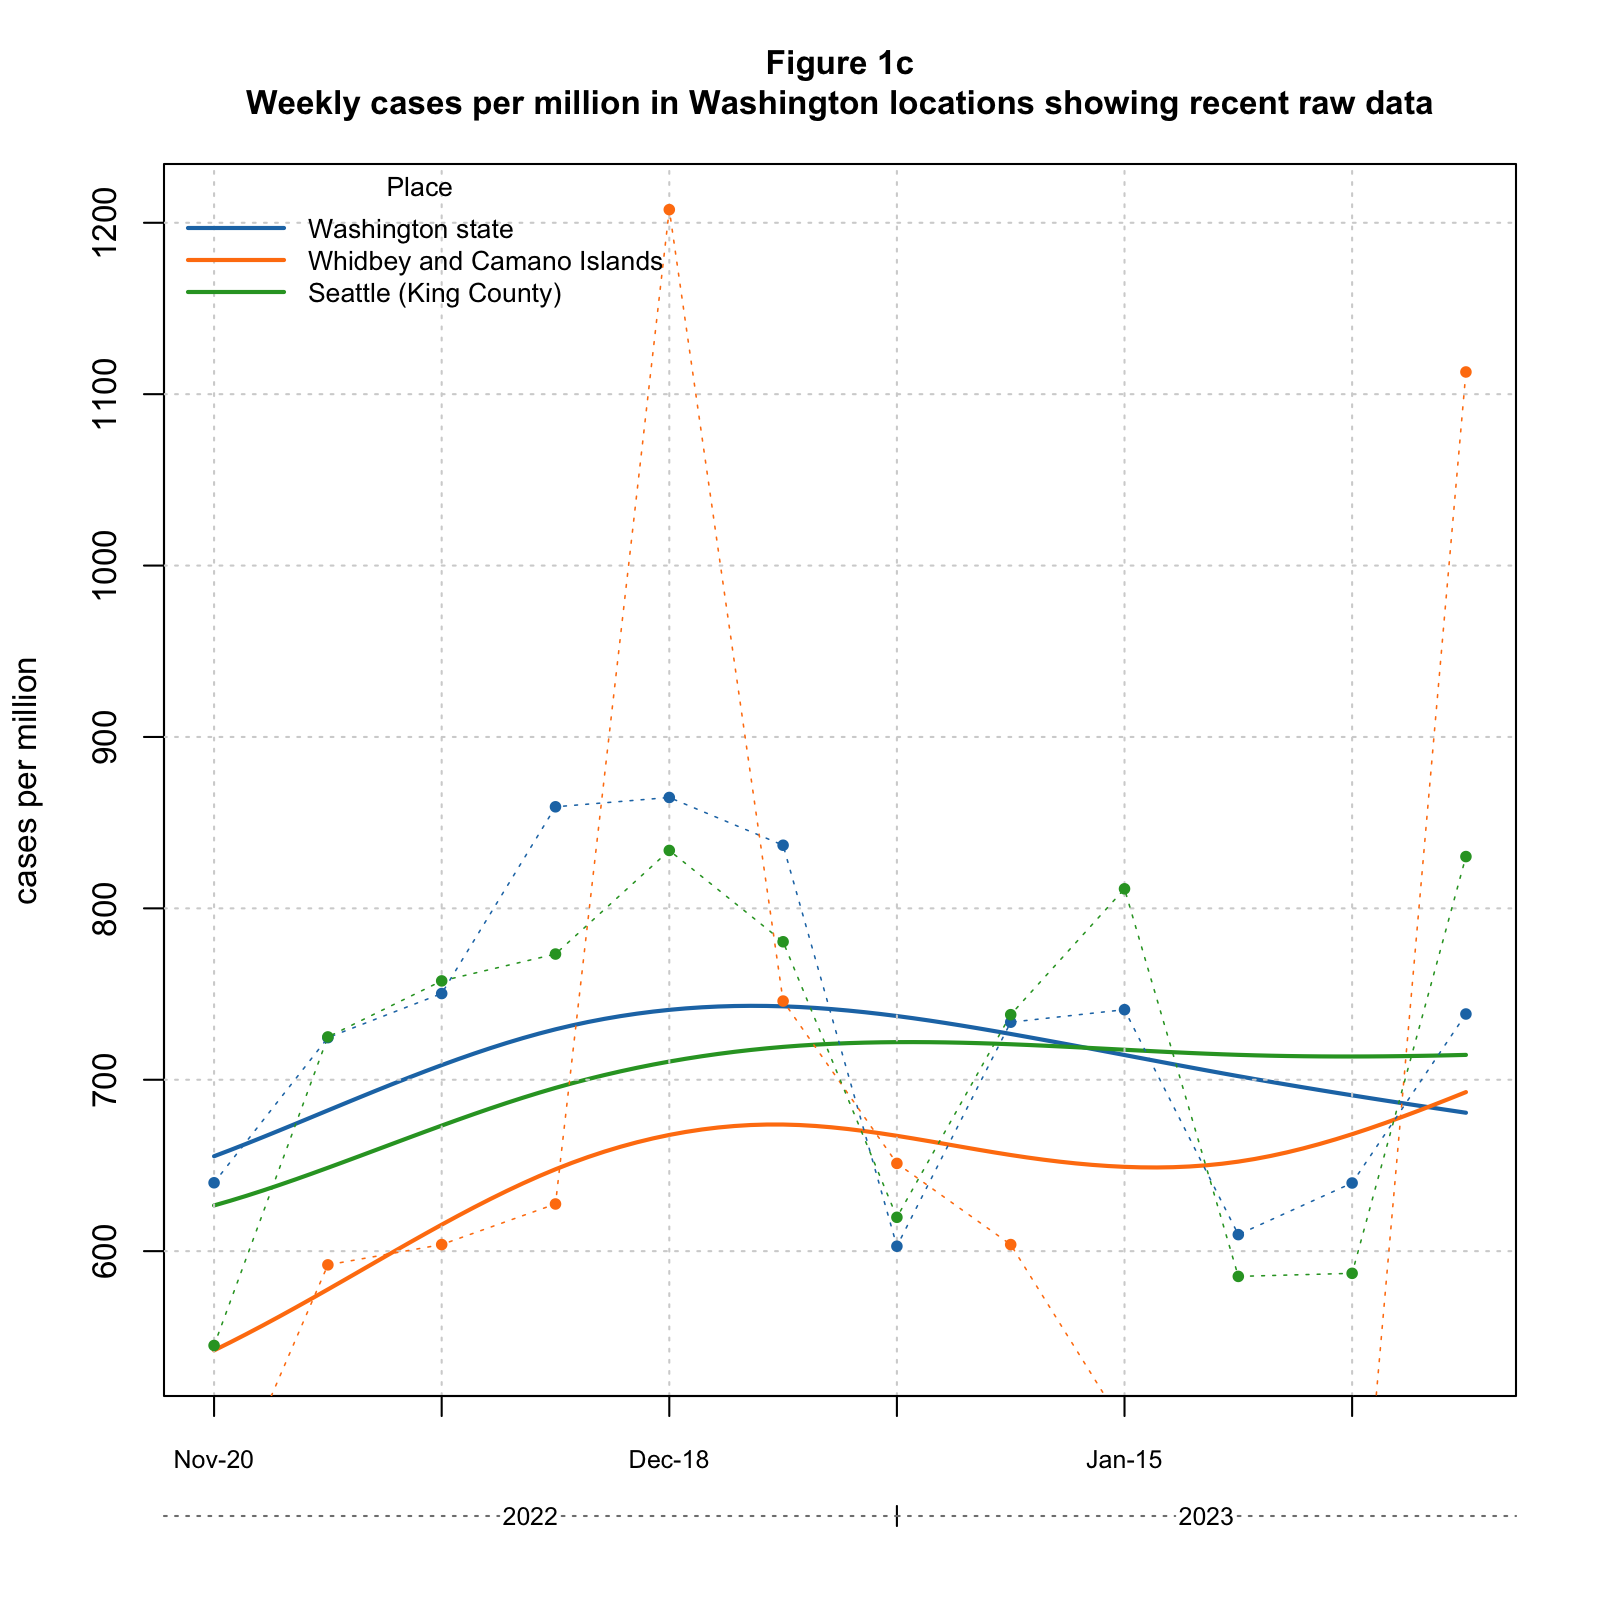 Figure 1c
Weekly cases per million in Washington locations showing recent raw data
Place
Washington state
Whidbey and Camano Islands
Seattle (King County)
cases per million
1200
1100
1000
900
800
700
600
Nov-20
Dec-18
Jan-15
2022
2023